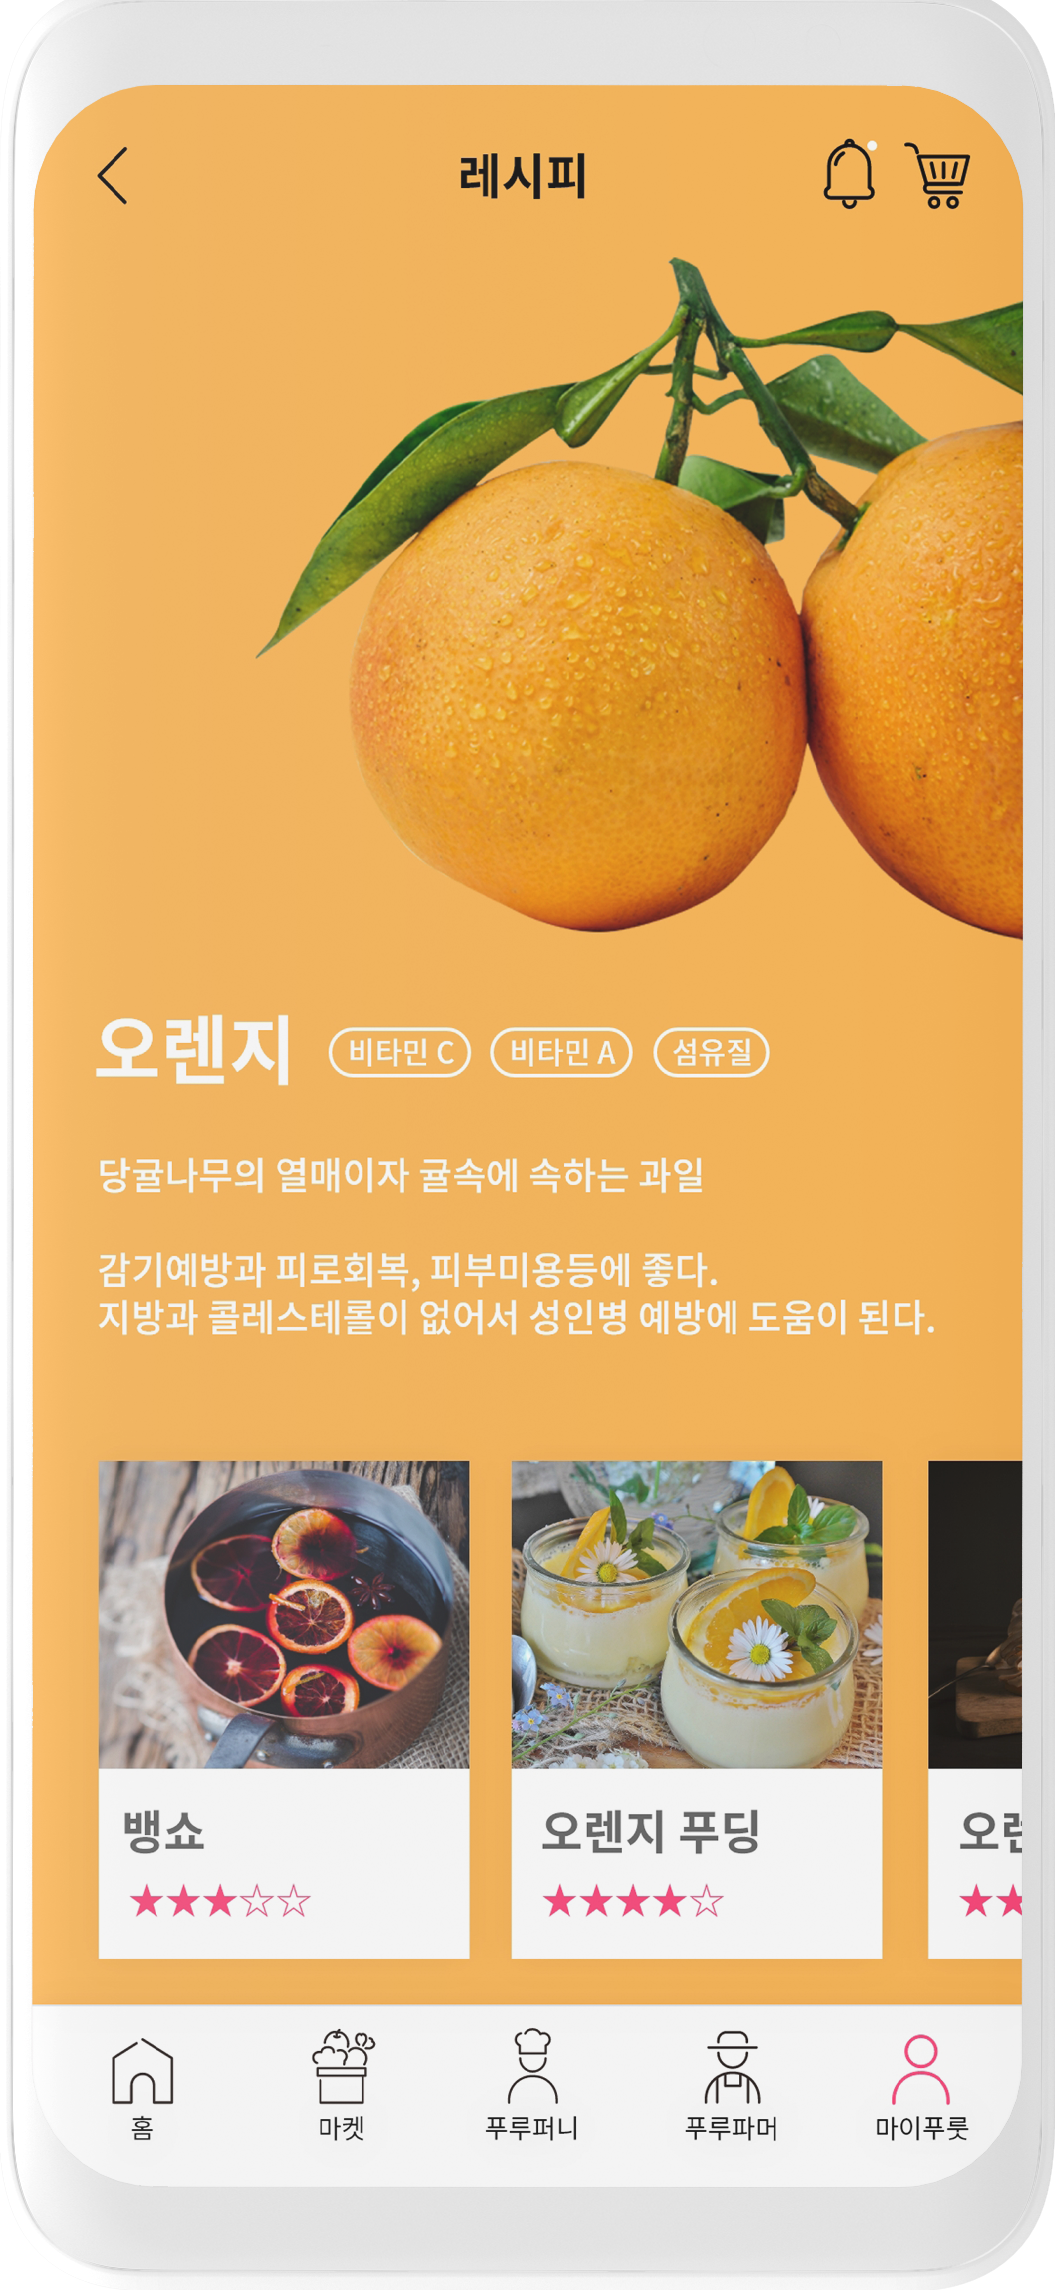 레시피
오렌지 비타민 C 비타민 A 섬유질
당귤나무의 열매이자 귤속에 속하는 과일
감기예방과 피로회복, 피부미용등에 좋다.
지방과 콜레스테롤이 없어서 성인병 예방에 도움이 된다.
뱅쇼 오렌지 푸딩
홈 마켓 푸루퍼니 푸루파머 마이푸룻